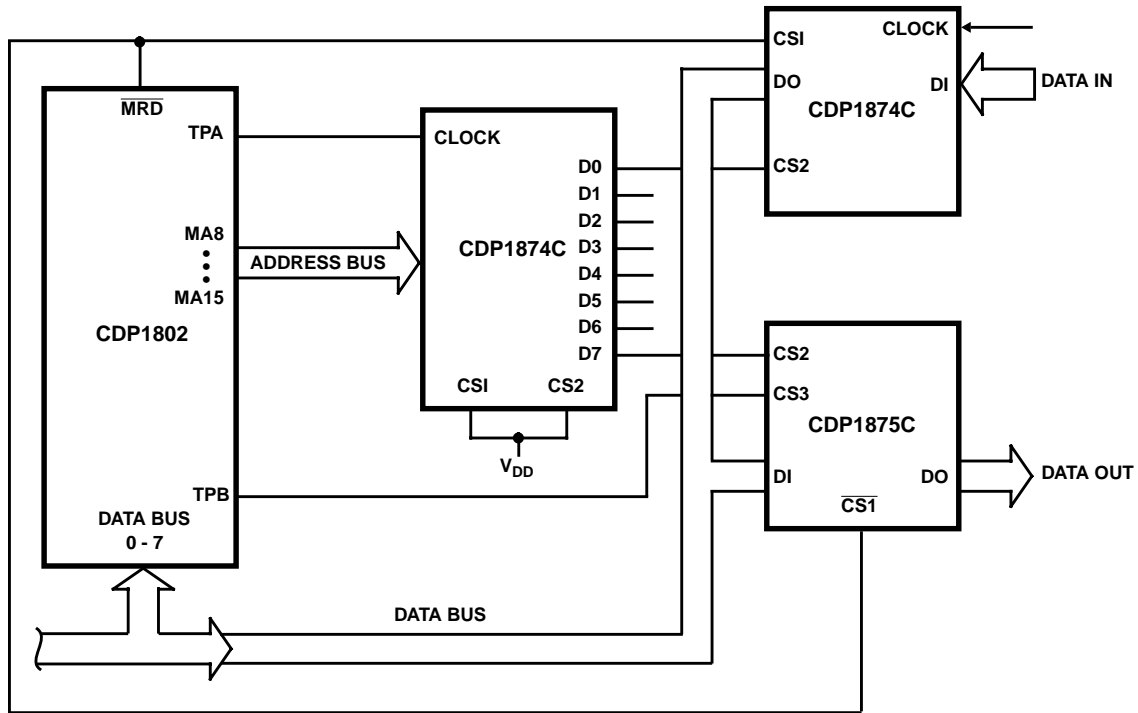 MRD
TPA
MA8
MA15
CDP1802
TPB
DATA BUS
0 - 7
ADDRESS BUS
CLOCK
D0
D1
D2
CDP1874C
D3
D4
D5
D6
D7
CSI
CS2
VDD
DATA BUS
CSI
CLOCK
DO
DI
CDP1874C
CS2
DATA IN
CS2
CS3
CDP1875C
DI
DO
CS1
DATA OUT